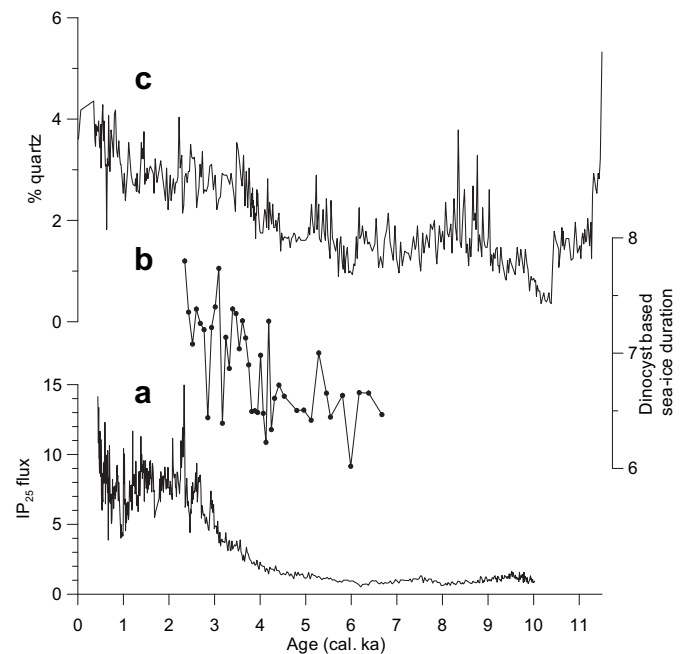 6
c
4
% quartz
2
0
b
8
7
6
Dinocyst based
sea-ice duration
a
15
10
5
0
IP25 flux
0 1 2 3 4 5 6 7 8 9 10 11
Age (cal. ka)